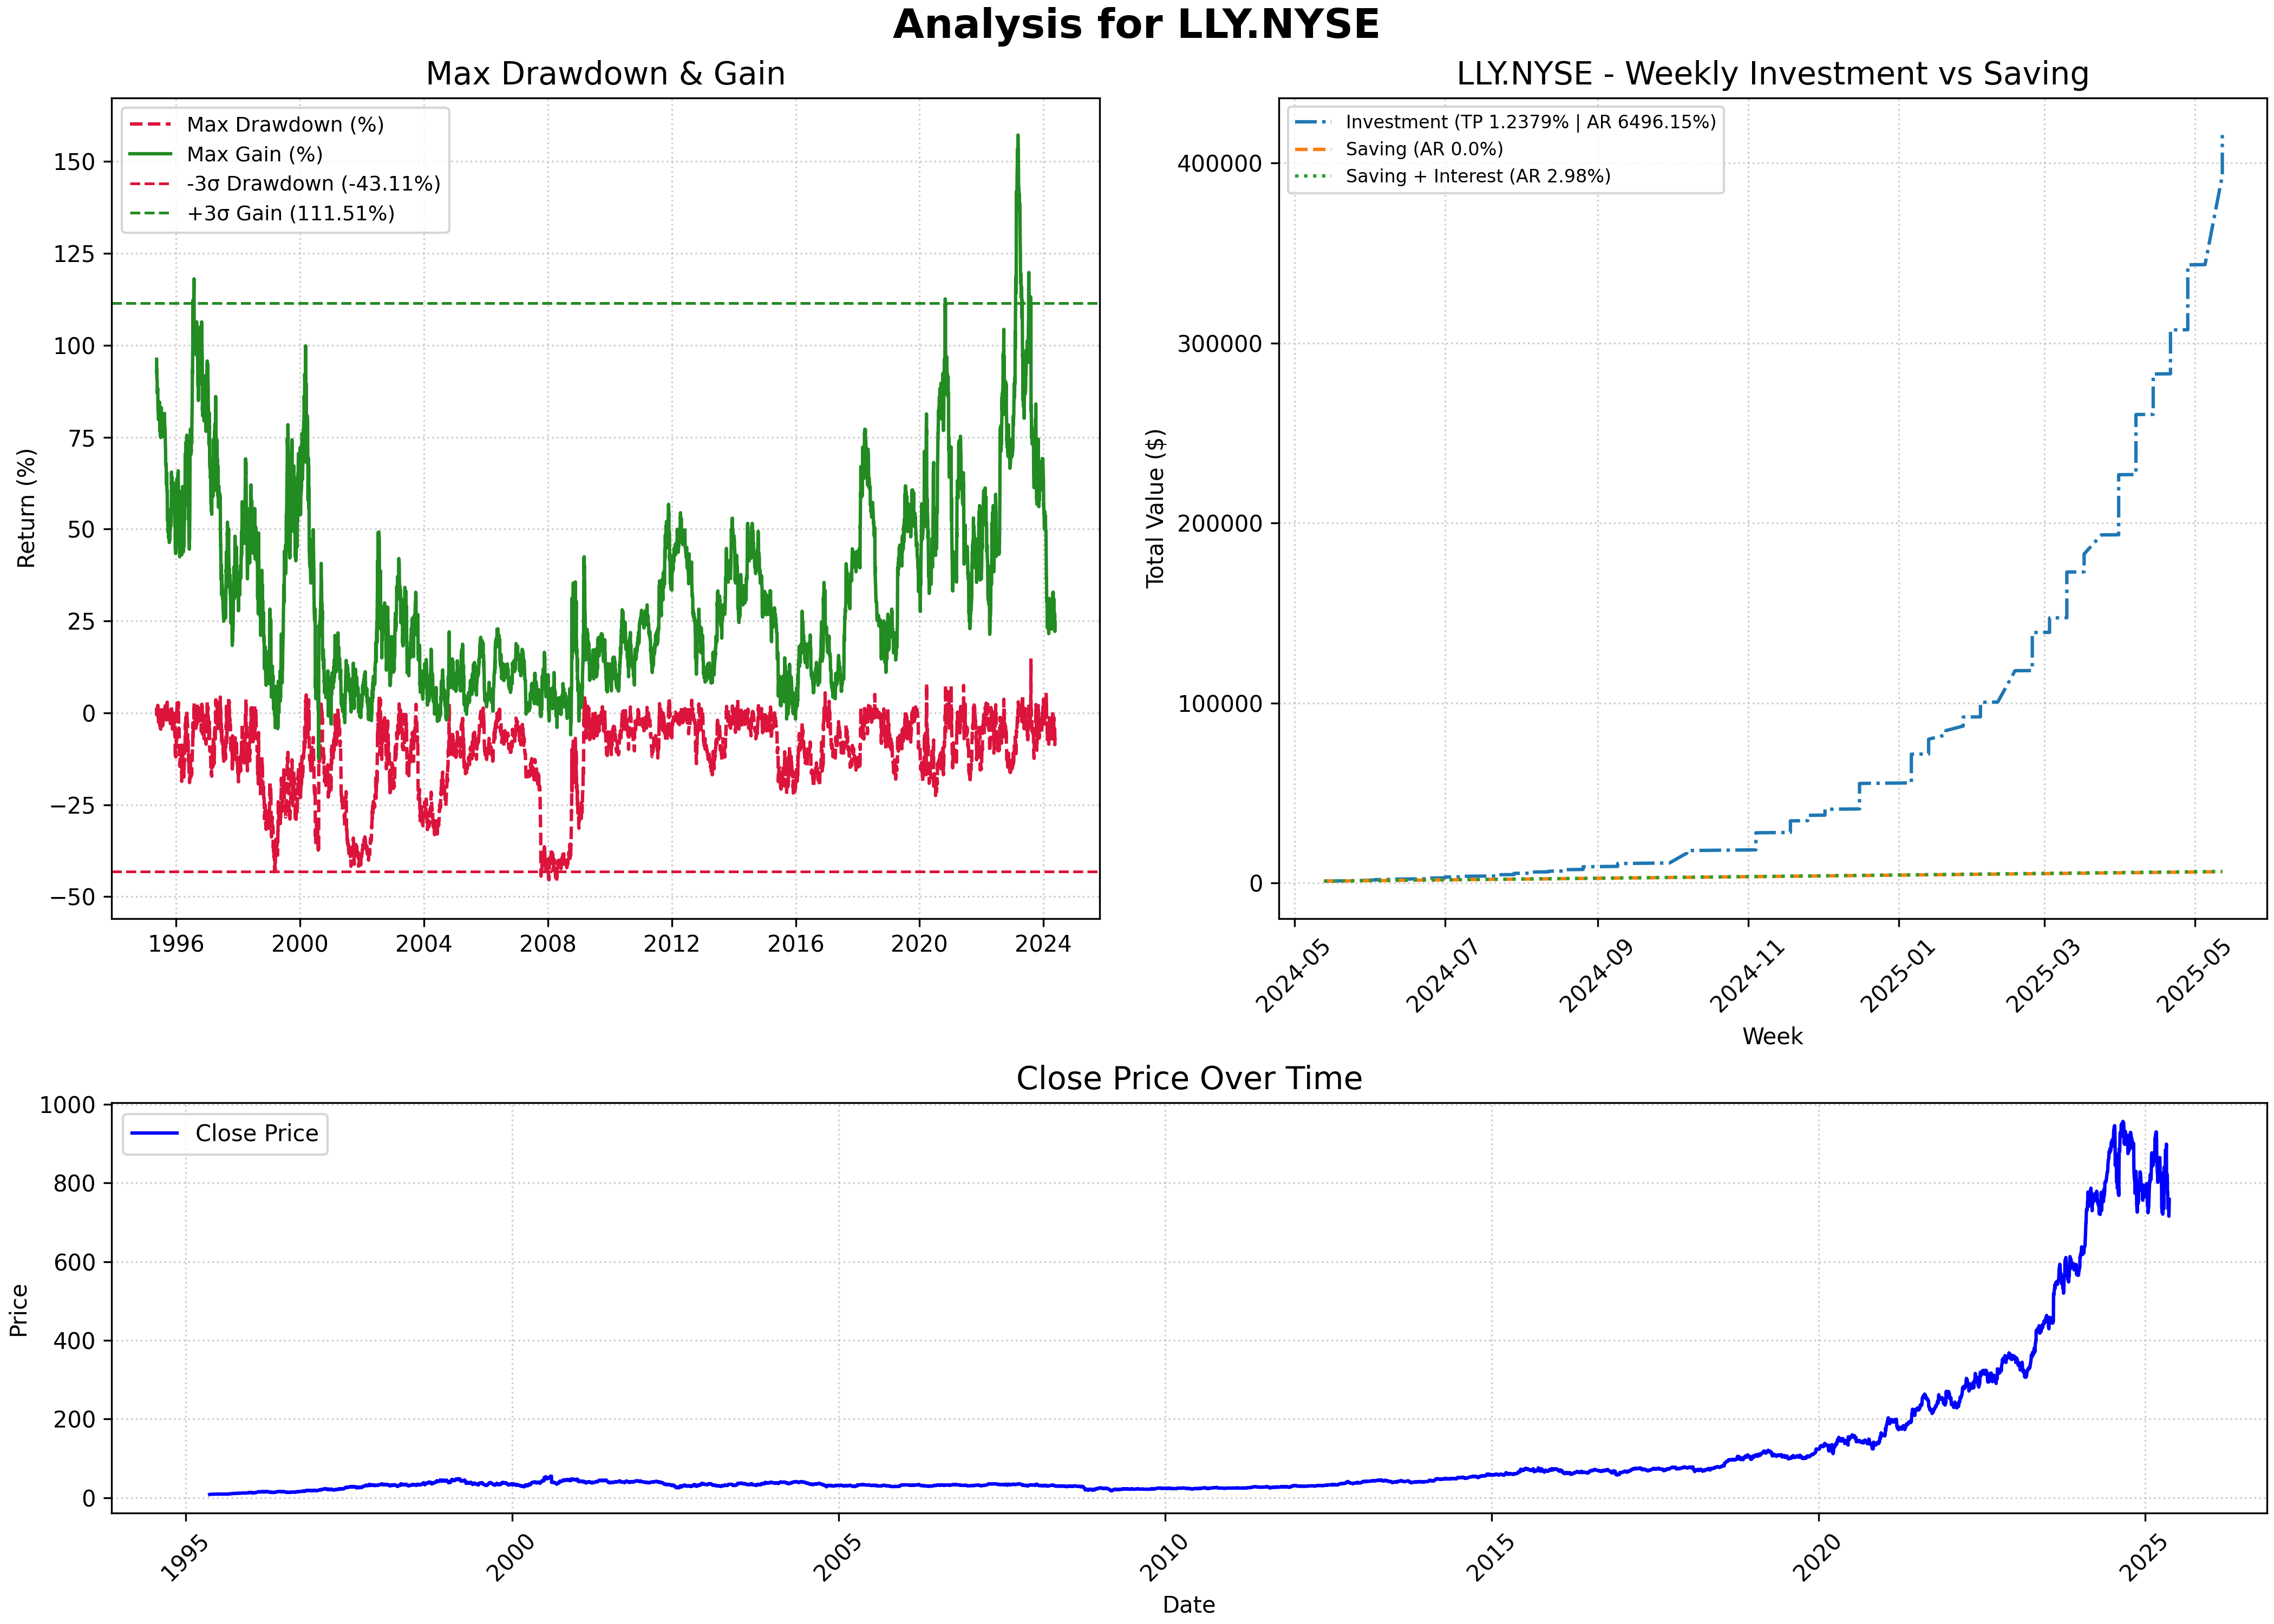 Analysis for LLY.NYSE
Max Drawdown & Gain
Max Drawdown (%)
Max Gain (%)
-3σ Drawdown (-43.11%)
+3σ Gain (111.51%)
Return (%)
150
125
100
75
50
25
0
−25
−50
1996
2000
2004
2008
2012
2016
2020
2024
LLY.NYSE - Weekly Investment vs Saving
Investment (TP 1.2379% | AR 6496.15%)
Saving (AR 0.0%)
Saving + Interest (AR 2.98%)
Total Value ($)
400000
300000
200000
100000
0
2024-05
2024-07
2024-09
2024-11
2025-01
2025-03
2025-05
Week
Close Price Over Time
Close Price
Price
1000
800
600
400
200
0
1995
2000
2005
2010
2015
2020
2025
Date